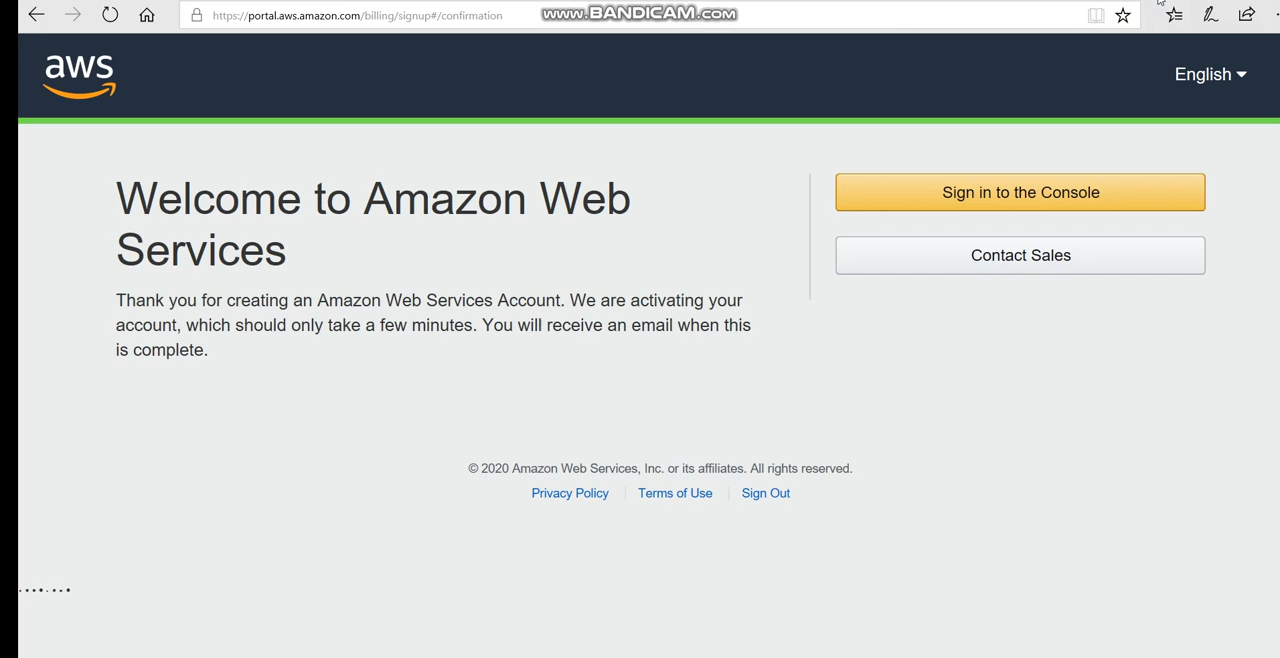 https://portal.aws.amazon.com/billing/signup#/confirmation
www.BANDICAM.com
aws
English
Welcome to Amazon Web
Services
Thank you for creating an Amazon Web Services Account. We are activating your
account, which should only take a few minutes. You will receive an email when this
is complete.
Sign in to the Console
Contact Sales
© 2020 Amazon Web Services, Inc. or its affiliates. All rights reserved.
Privacy Policy
Terms of Use
Sign Out